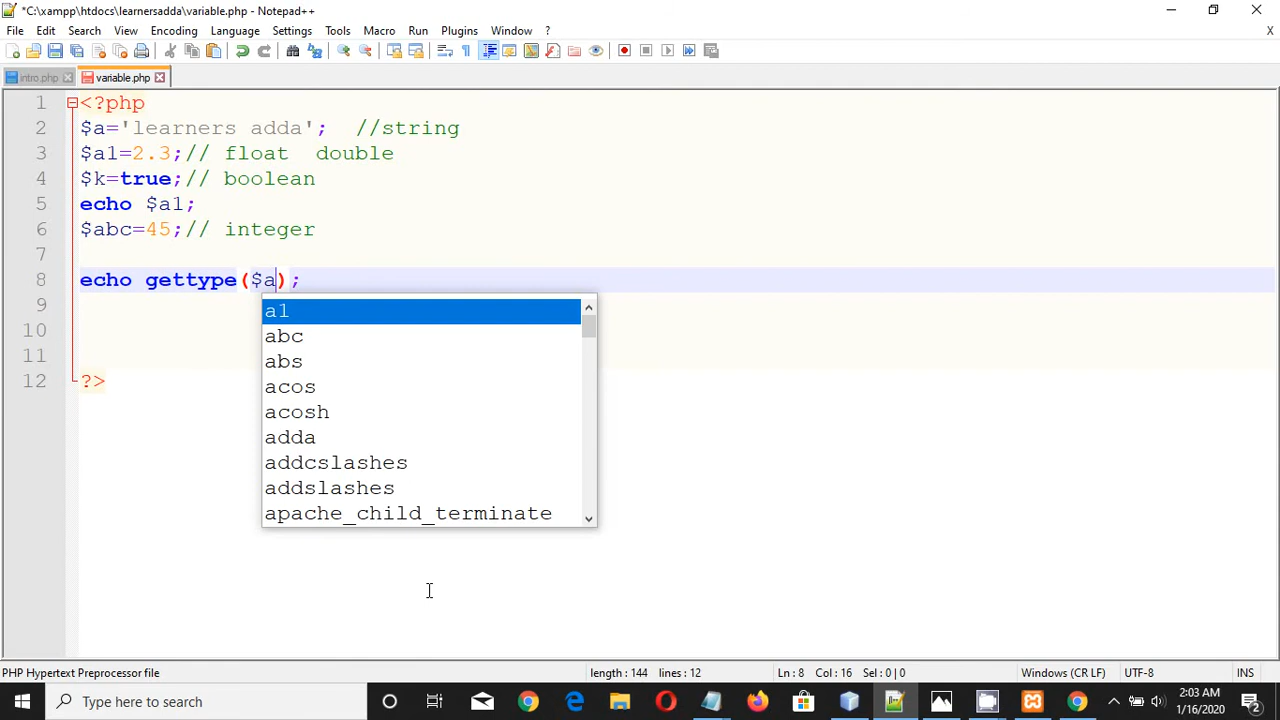 *C:\xampp\htdocs\learnersadda\variable.php - Notepad++
File Edit Search View Encoding Language Settings Tools Macro Run Plugins Window ? X
intro.php variable.php
1 <?php
2 $a='learners adda'; //string
3 $a1=2.3;// float double
4 $k=true;// boolean
5 echo $a1;
6 $abc=45;// integer
7
8 echo gettype($a);
9
10
11
12 ?>
a1
abc
abs
acos
acosh
adda
addcslashes
addslashes
apache_child_terminate
PHP Hypertext Preprocessor file length : 144 lines : 12 Ln : 8 Col : 16 Sel : 0 | 0 Windows (CR LF) UTF-8 INS
Type here to search
2:03 AM
1/16/2020
2